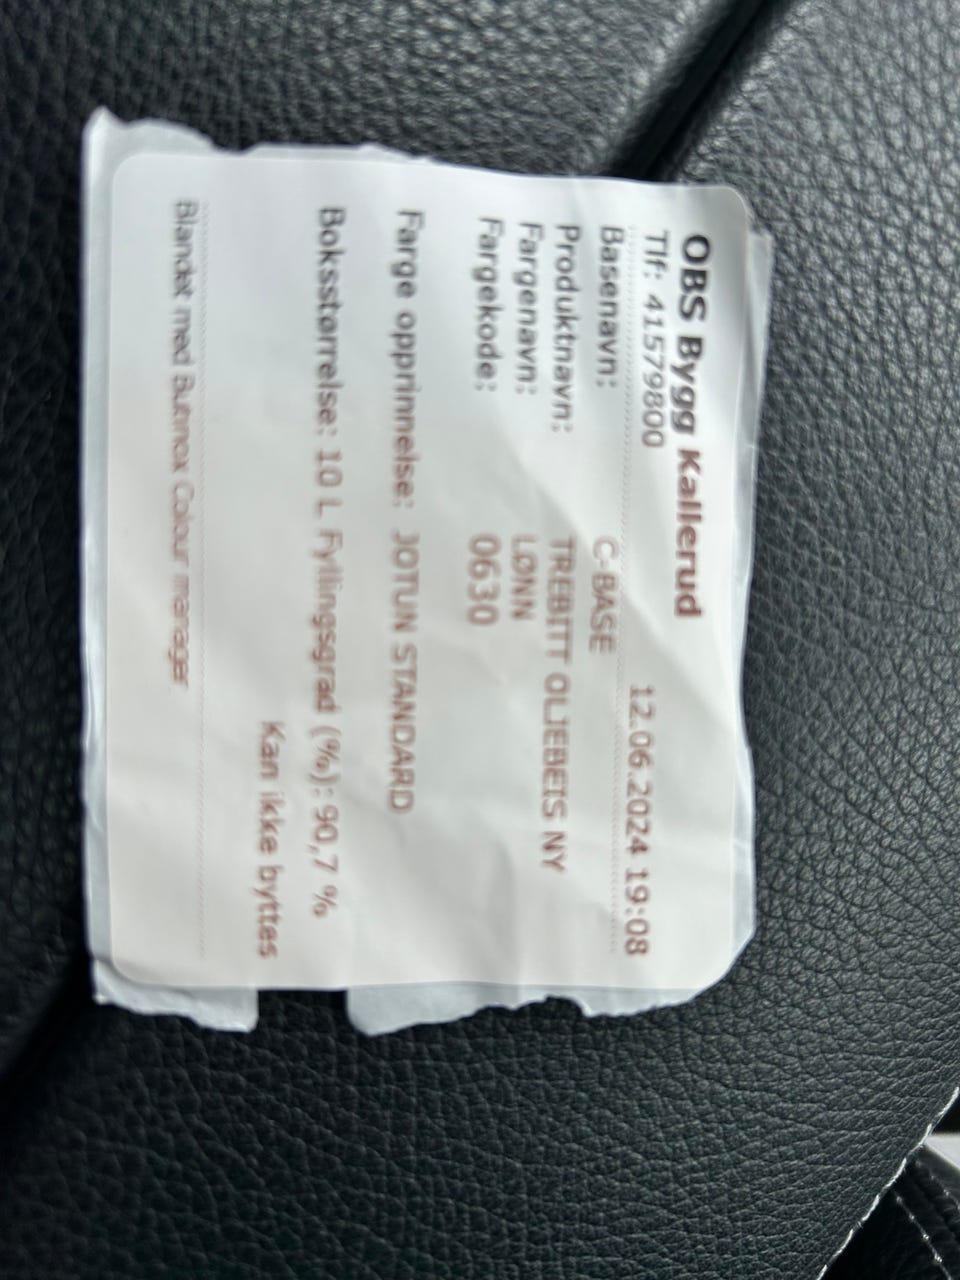 OBS Bygg Kallerud
Tlf: 41579800 12.06.2024 19:08
Basenavn: C-BASE
Produktnavn: TREBITT OLJEBEIS NY
Fargenavn: LØNN
Fargekode: 0630
Farge opprinnelse: JOTUN STANDARD
Boksstørrelse: 10 L Fyllingsgrad (%): 90,7 %
Kan ikke byttes
Blandet med Butinox Colour manager